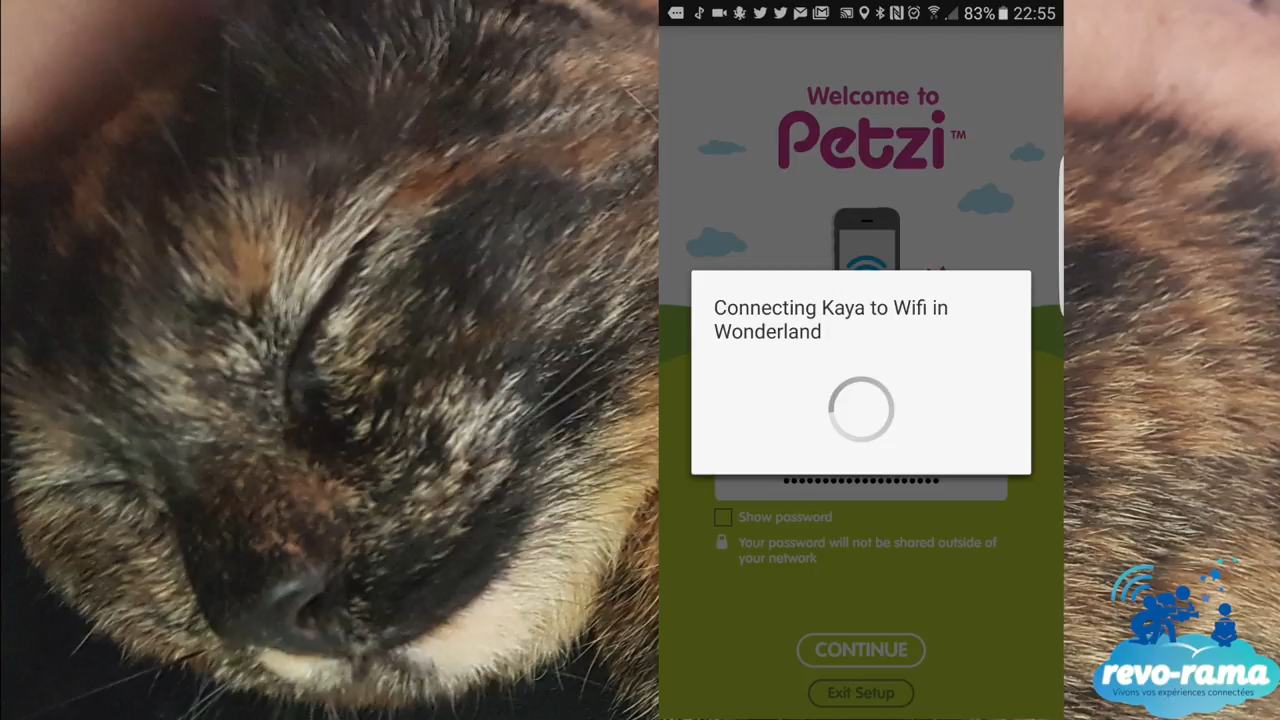 83% 22:55
Welcome to
Petzi™
Connecting Kaya to Wifi in
Wonderland
••••••••••••••••••••
Show password
Your password will not be shared outside of
your network
CONTINUE
Exit Setup
revo-rama
Vivons vos expériences connectées